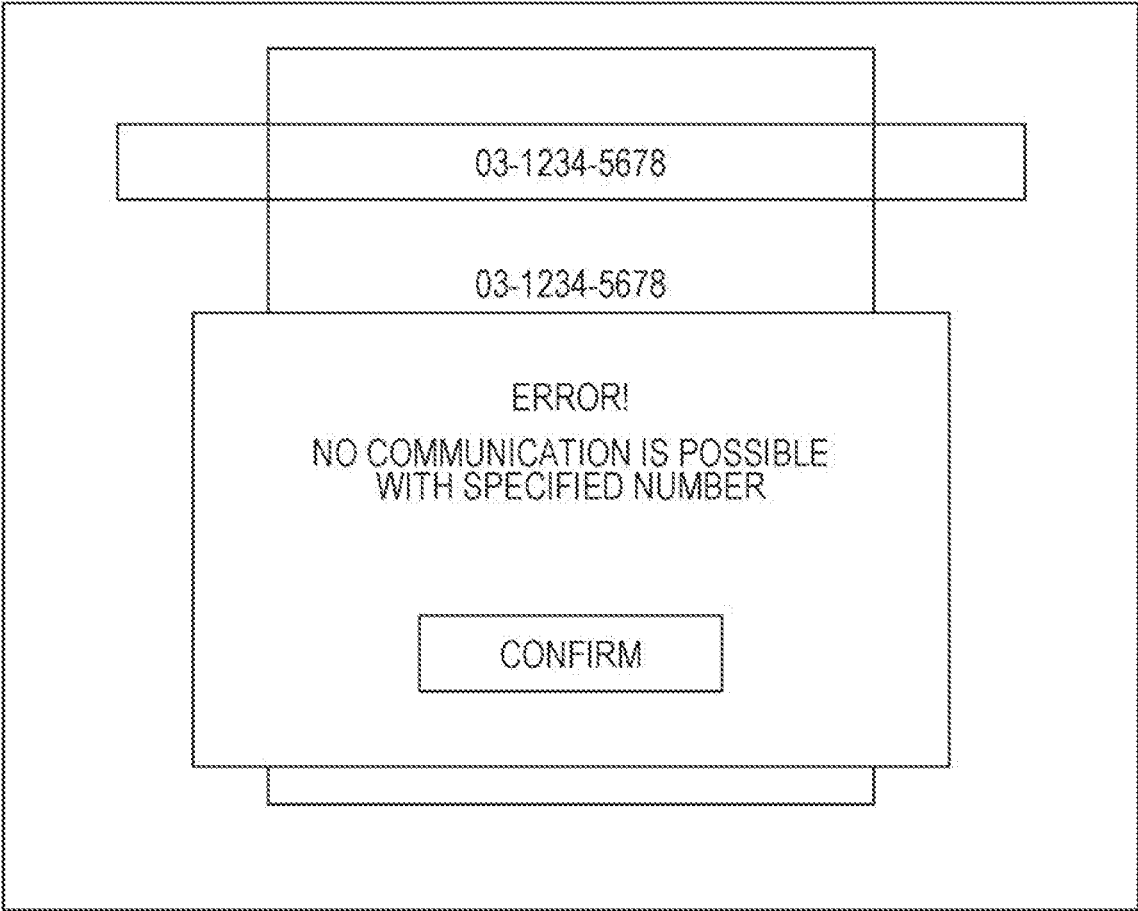 03-1234-5678
03-1234-5678
ERROR!
NO COMMUNICATION IS POSSIBLE
WITH SPECIFIED NUMBER
CONFIRM